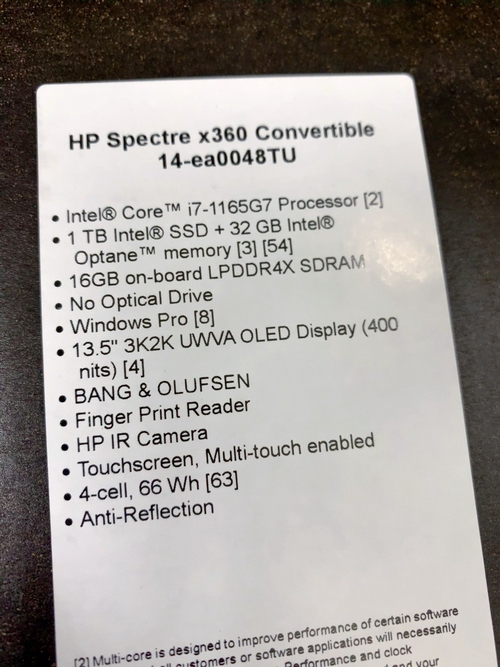 HP Spectre x360 Convertible
14-ea0048TU
• Intel® Core™ i7-1165G7 Processor [2]
• 1 TB Intel® SSD + 32 GB Intel®
Optane™ memory [3] [54]
• 16GB on-board LPDDR4X SDRAM
• No Optical Drive
• Windows Pro [8]
• 13.5" 3K2K UWVA OLED Display (400
nits) [4]
• BANG & OLUFSEN
• Finger Print Reader
• HP IR Camera
• Touchscreen, Multi-touch enabled
• 4-cell, 66 Wh [63]
• Anti-Reflection
[2] Multi-core is designed to improve performance of certain software
customers or software applications will necessarily
Performance and clock
and your